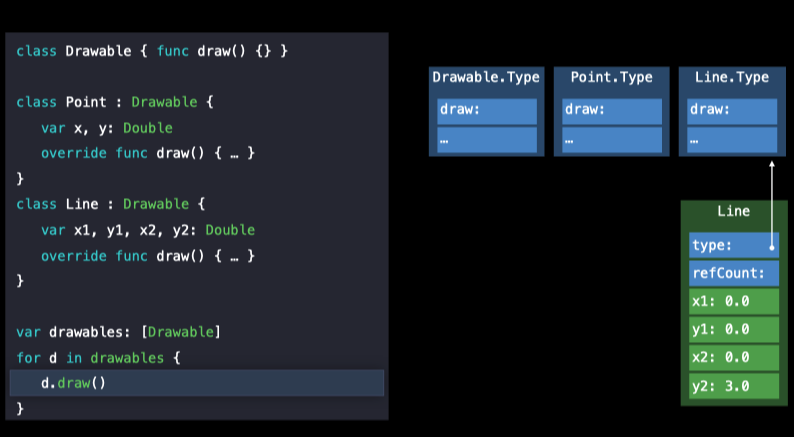 class Drawable { func draw() {} }
class Point : Drawable {
var x, y: Double
override func draw() { … }
}
class Line : Drawable {
var x1, y1, x2, y2: Double
override func draw() { … }
}
var drawables: [Drawable]
for d in drawables {
d.draw()
}
Drawable.Type
draw:
…
Point.Type
draw:
…
Line.Type
draw:
…
Line
type:
refCount:
x1: 0.0
y1: 0.0
x2: 0.0
y2: 3.0